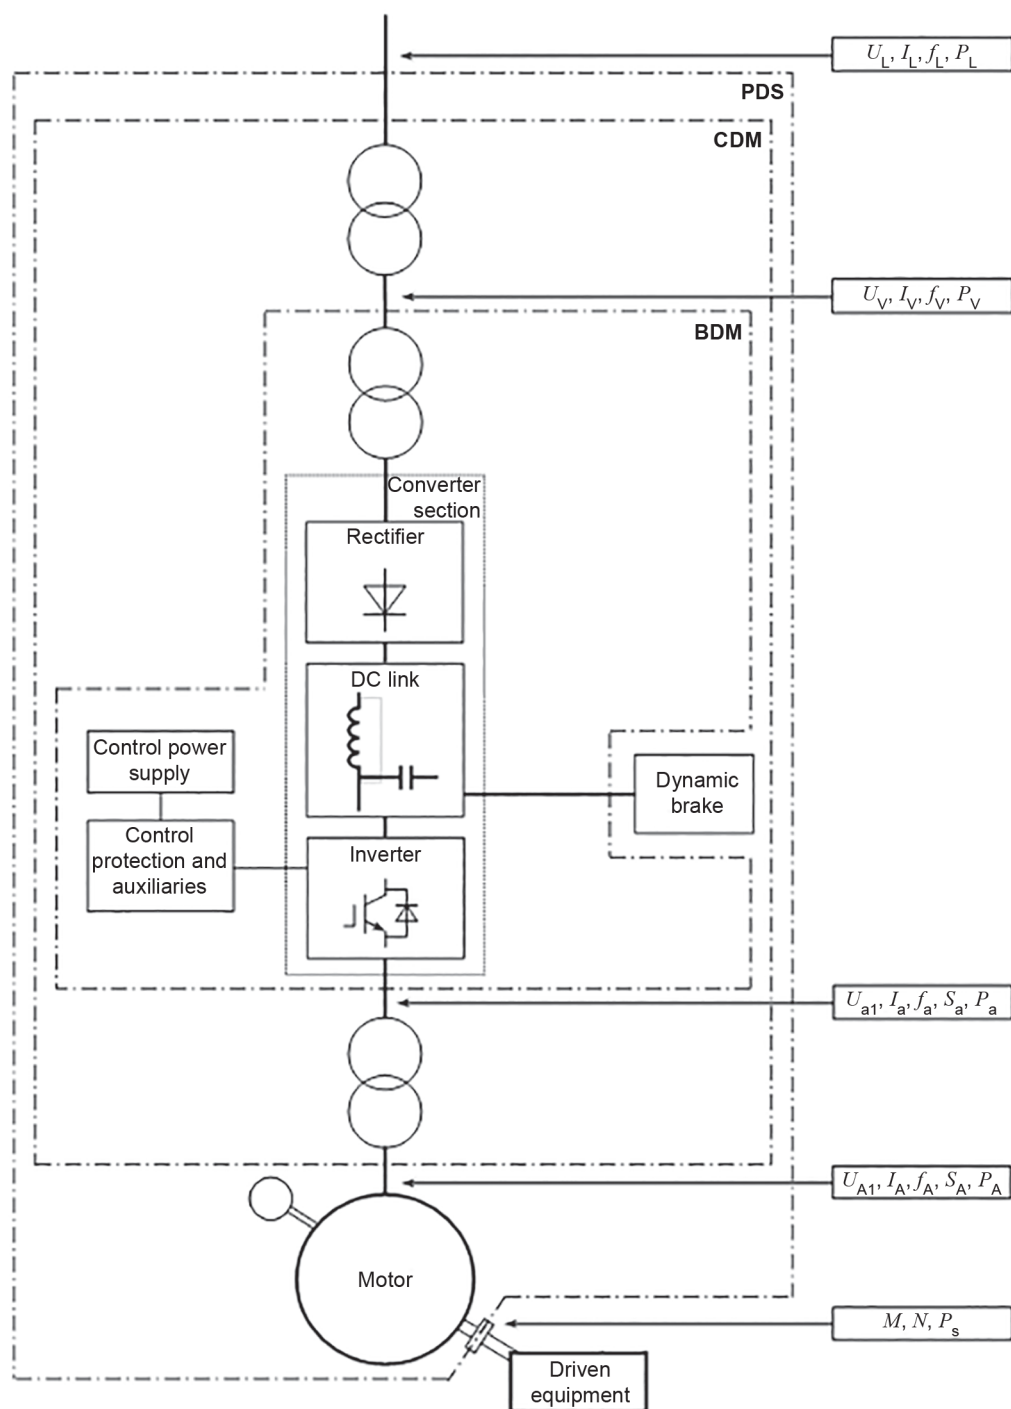 U_L, I_L, f_L, P_L
PDS
CDM
U_V, I_V, f_V, P_V
BDM
Converter
section
Rectifier
DC link
Control power
supply
Dynamic
brake
Control
protection and
auxiliaries
Inverter
U_a1, I_a, f_a, S_a, P_a
U_A1, I_A, f_A, S_A, P_A
Motor
M, N, P_s
Driven
equipment